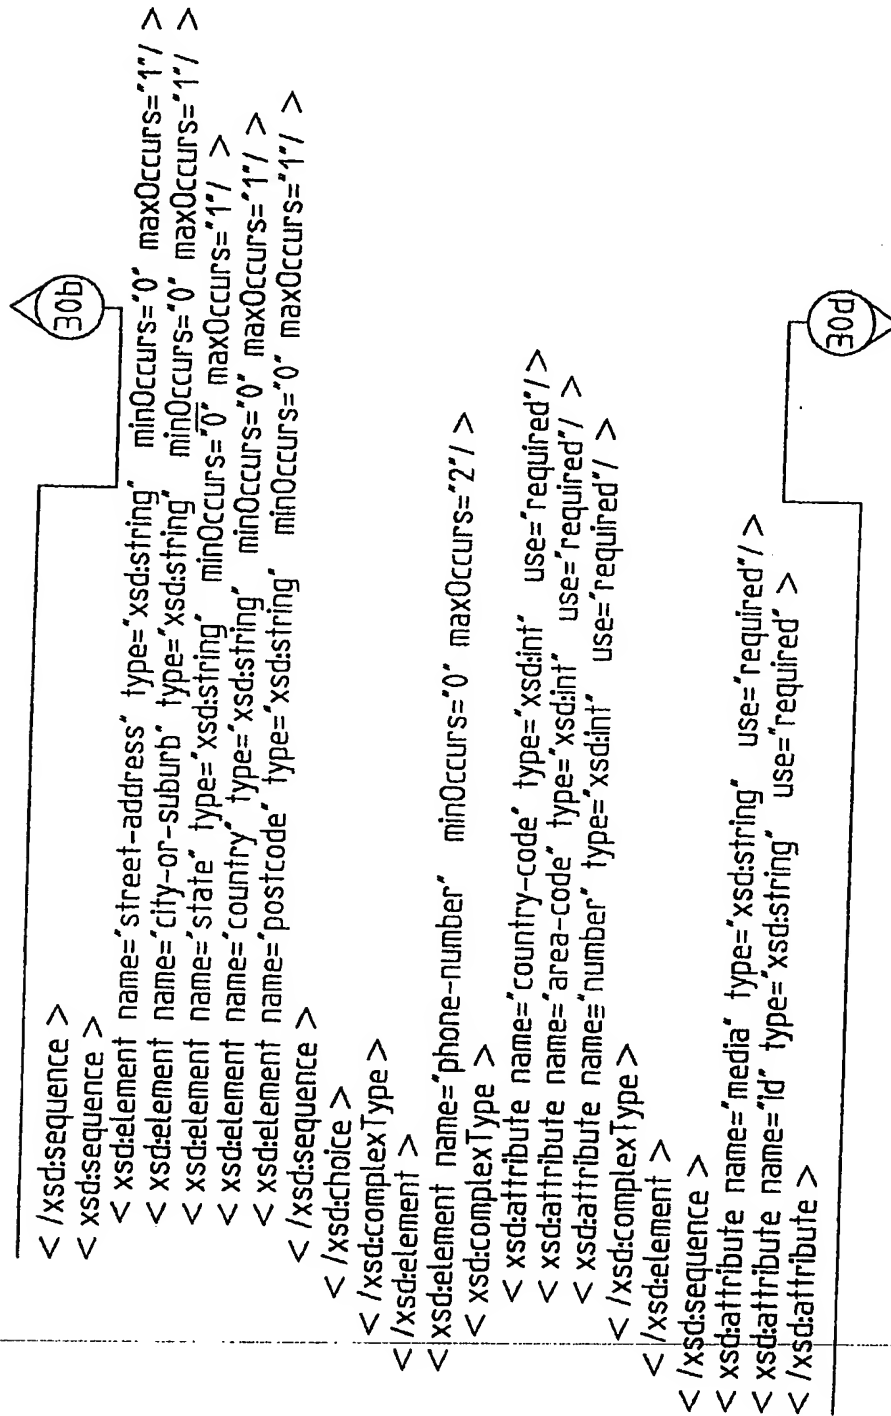 30b
< /xsd:sequence >
< xsd:sequence >
< xsd:element name="street-address" type="xsd:string" minOccurs="0" maxOccurs="1"/ >
< xsd:element name="city-or-suburb" type="xsd:string" minOccurs="0" maxOccurs="1"/ >
< xsd:element name="state" type="xsd:string" minOccurs="0" maxOccurs="1"/ >
< xsd:element name="country" type="xsd:string" minOccurs="0" maxOccurs="1"/ >
< xsd:element name="postcode" type="xsd:string" minOccurs="0" maxOccurs="1"/ >
< /xsd:sequence >
< /xsd:choice >
< /xsd:complexType >
< /xsd:element >
< xsd:element name="phone-number" minOccurs="0" maxOccurs="2"/ >
< xsd:complexType >
< xsd:attribute name="country-code" type="xsd:int" use="required"/ >
< xsd:attribute name="area-code" type="xsd:int" use="required"/ >
< xsd:attribute name="number" type="xsd:int" use="required"/ >
< /xsd:complexType >
< /xsd:element >
< /xsd:sequence >
< xsd:attribute name="media" type="xsd:string" use="required"/ >
< xsd:attribute name="id" type="xsd:string" use="required" >
< /xsd:attribute >
30d